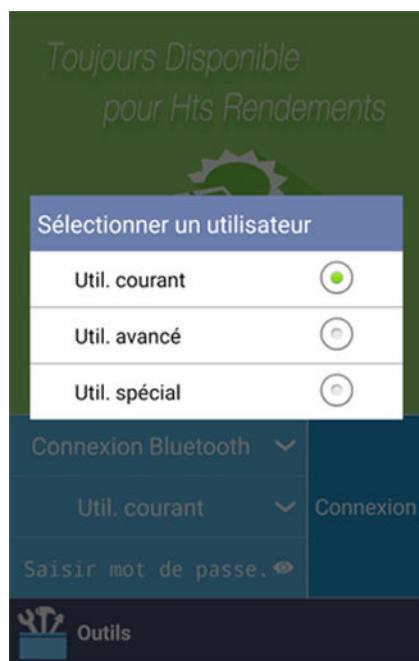 Toujours Disponible
pour Hts Rendements
Sélectionner un utilisateur
Util. courant
Util. avancé
Util. spécial
Connexion Bluetooth
Util. courant
Connexion
Saisir mot de passe.
Outils